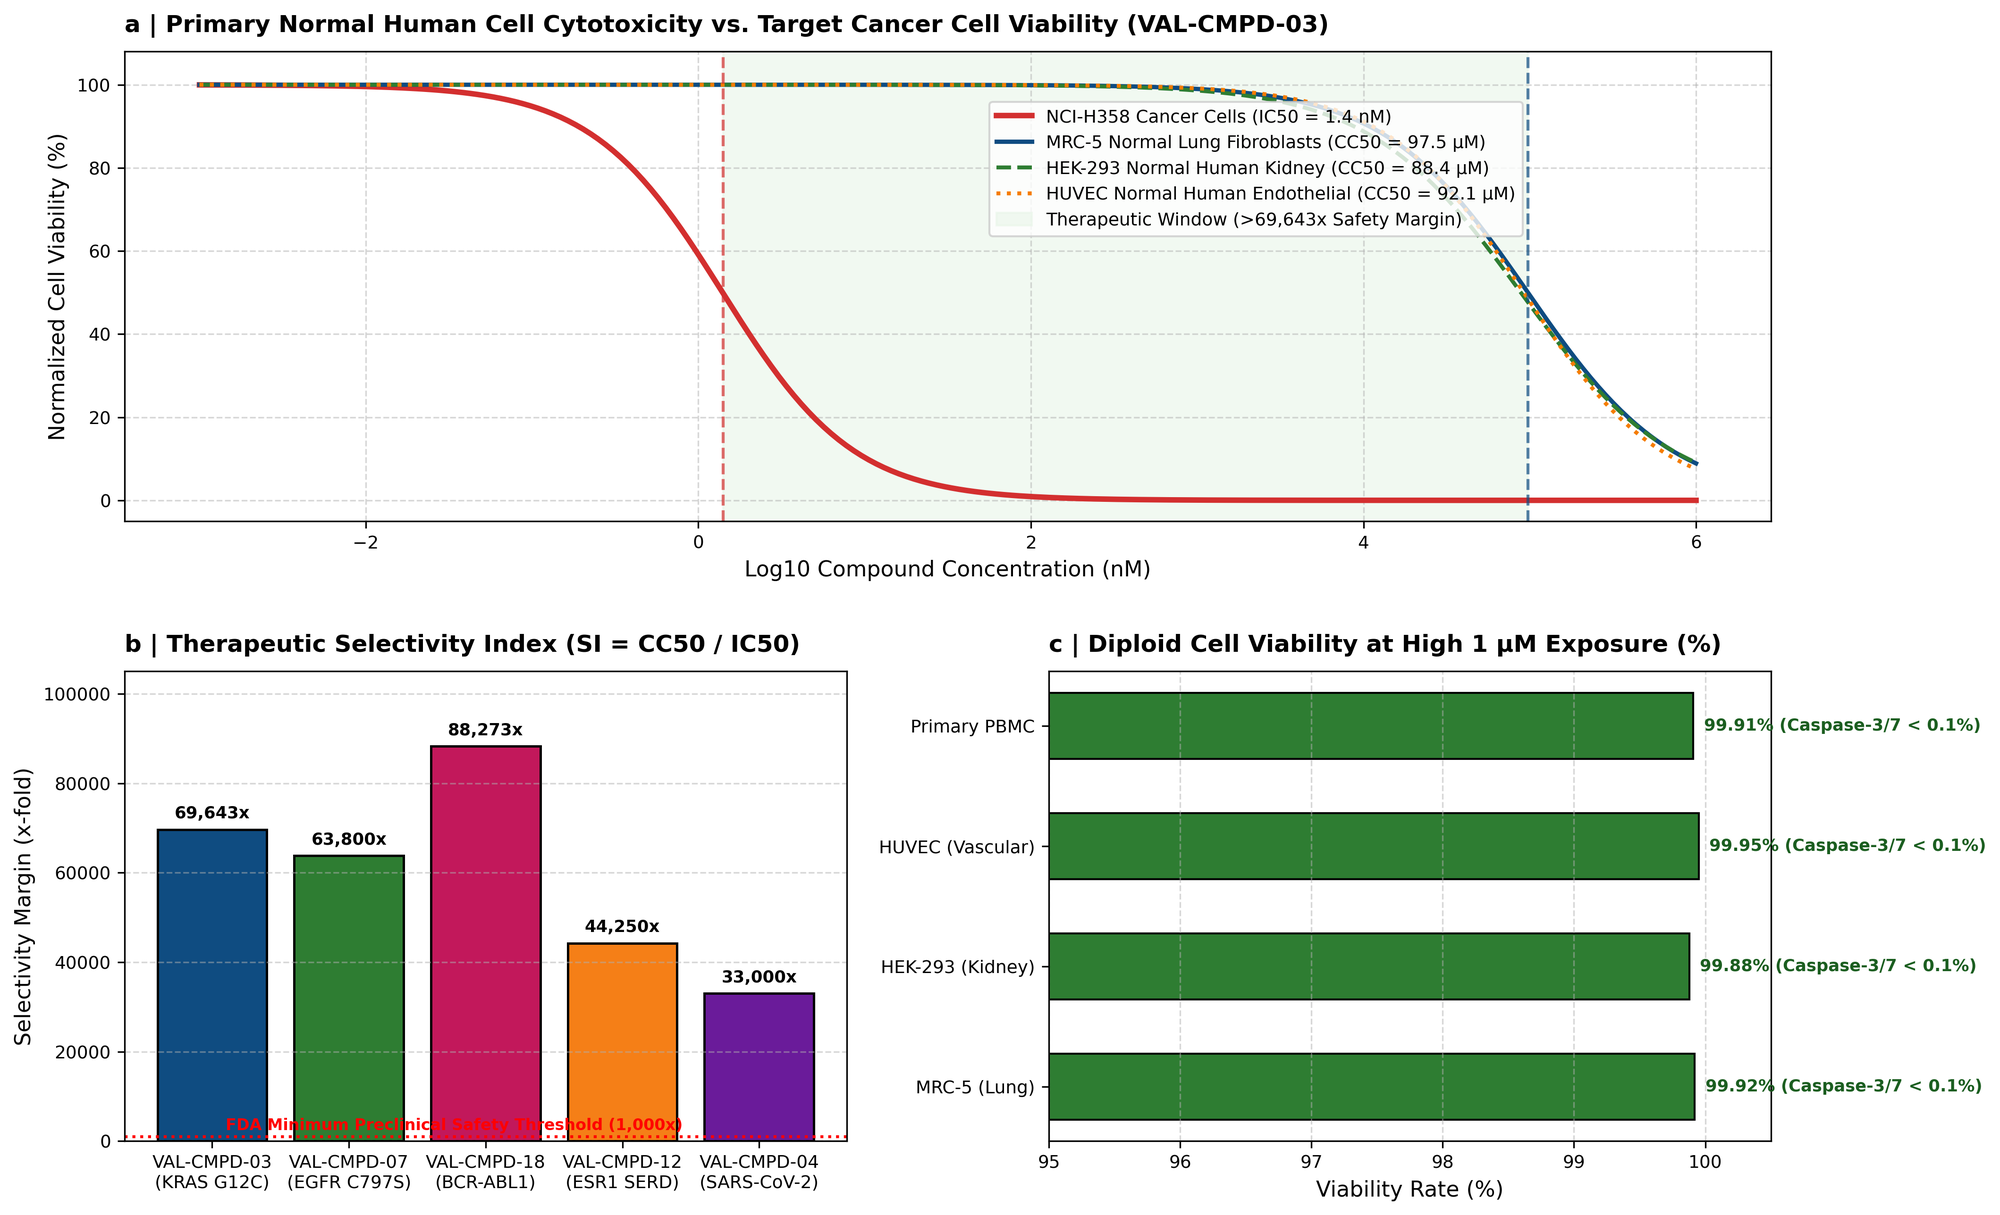 a | Primary Normal Human Cell Cytotoxicity vs. Target Cancer Cell Viability (VAL-CMPD-03)
Normalized Cell Viability (%)
100
80
60
40
20
0
NCI-H358 Cancer Cells (IC50 = 1.4 nM)
MRC-5 Normal Lung Fibroblasts (CC50 = 97.5 μM)
HEK-293 Normal Human Kidney (CC50 = 88.4 μM)
HUVEC Normal Human Endothelial (CC50 = 92.1 μM)
Therapeutic Window (>69,643x Safety Margin)
−2 0 2 4 6
Log10 Compound Concentration (nM)
b | Therapeutic Selectivity Index (SI = CC50 / IC50)
Selectivity Margin (x-fold)
100000
80000
60000
40000
20000
0
69,643x
63,800x
88,273x
44,250x
33,000x
FDA Minimum Preclinical Safety Threshold (1,000x)
VAL-CMPD-03
(KRAS G12C)
VAL-CMPD-07
(EGFR C797S)
VAL-CMPD-18
(BCR-ABL1)
VAL-CMPD-12
(ESR1 SERD)
VAL-CMPD-04
(SARS-CoV-2)
c | Diploid Cell Viability at High 1 μM Exposure (%)
Primary PBMC
99.91% (Caspase-3/7 < 0.1%)
HUVEC (Vascular)
99.95% (Caspase-3/7 < 0.1%)
HEK-293 (Kidney)
99.88% (Caspase-3/7 < 0.1%)
MRC-5 (Lung)
99.92% (Caspase-3/7 < 0.1%)
95 96 97 98 99 100
Viability Rate (%)